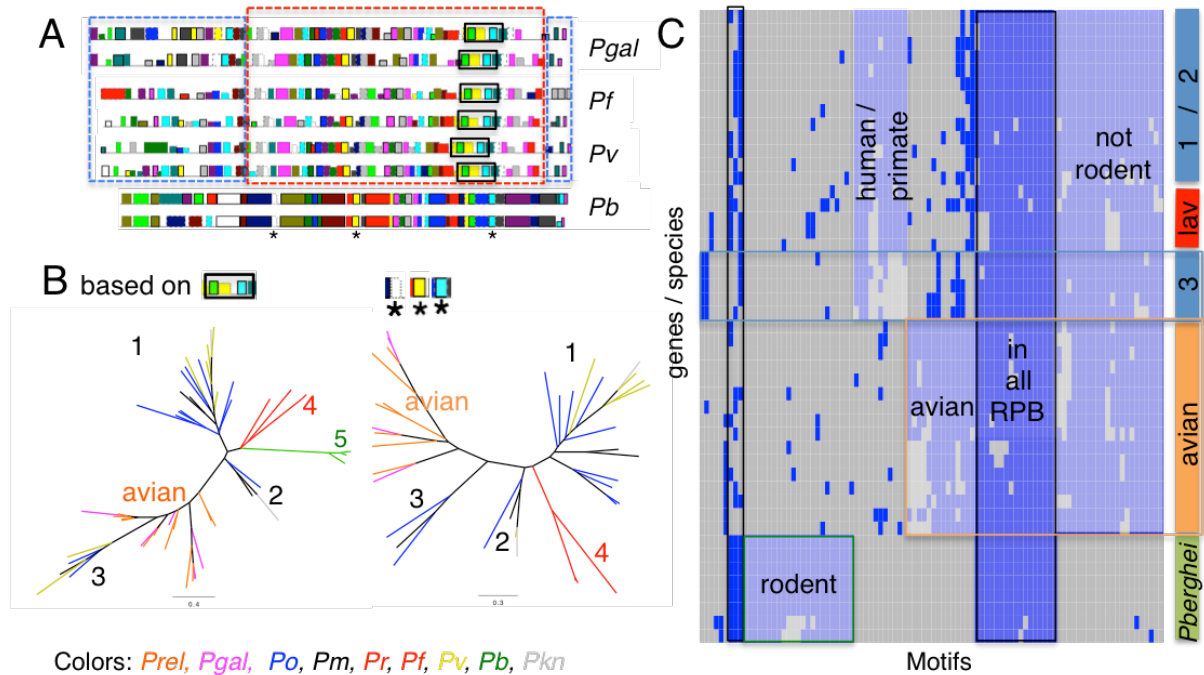 A
Pgal
Pf
Pv
Pb
* * *
B based on
* * *
1
4
5
2
avian
3
0.4
avian
1
3
2
4
0.3
Colors: Prel, Pgal, Po, Pm, Pr, Pf, Pv, Pb, Pkn
C
genes / species
human / primate
not
rodent
in
all
RPB
avian
rodent
1 / 2
lav
3
avian
Pberghei
Motifs